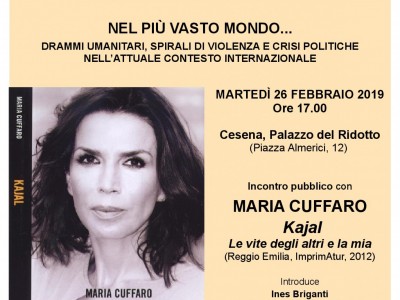 NEL PIÙ VASTO MONDO...
DRAMMI UMANITARI, SPIRALI DI VIOLENZA E CRISI POLITICHE
NELL'ATTUALE CONTESTO INTERNAZIONALE
MARIA CUFFARO
KAJAL
MARIA CUFFARO
MARTEDÌ 26 FEBBRAIO 2019
Ore 17.00
Cesena, Palazzo del Ridotto
(Piazza Almerici, 12)
Incontro pubblico con
MARIA CUFFARO
Kajal
Le vite degli altri e la mia
(Reggio Emilia, ImprimAtur, 2012)
Introduce
Ines Briganti